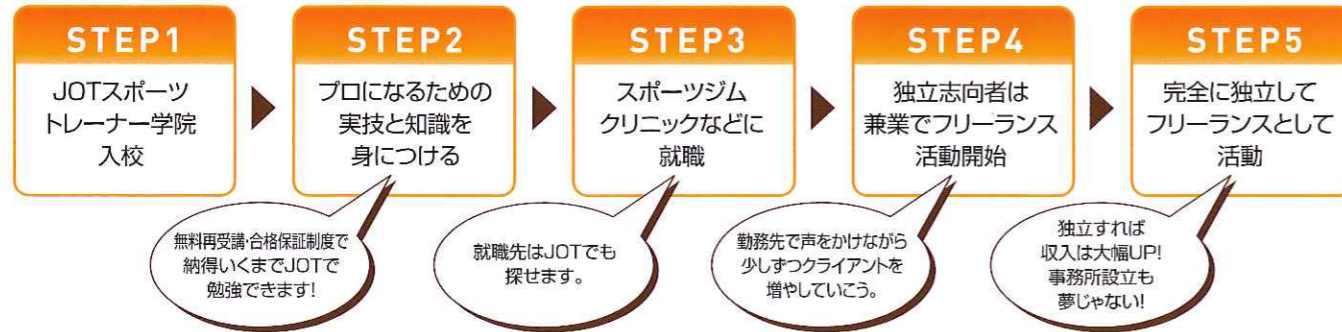 STEP1
JOTスポーツ
トレーナー学院
入校
STEP2
プロになるための
実技と知識を
身につける
無料再受講・合格保証制度で
納得いくまでJOTで
勉強できます!
STEP3
スポーツジム
クリニックなどに
就職
就職先はJOTでも
探せます。
STEP4
独立志向者は
兼業でフリーランス
活動開始
勤務先で声をかけながら
少しずつクライアントを
増やしていこう。
STEP5
完全に独立して
フリーランスとして
活動
独立すれば
収入は大幅UP!
事務所設立も
夢じゃない!